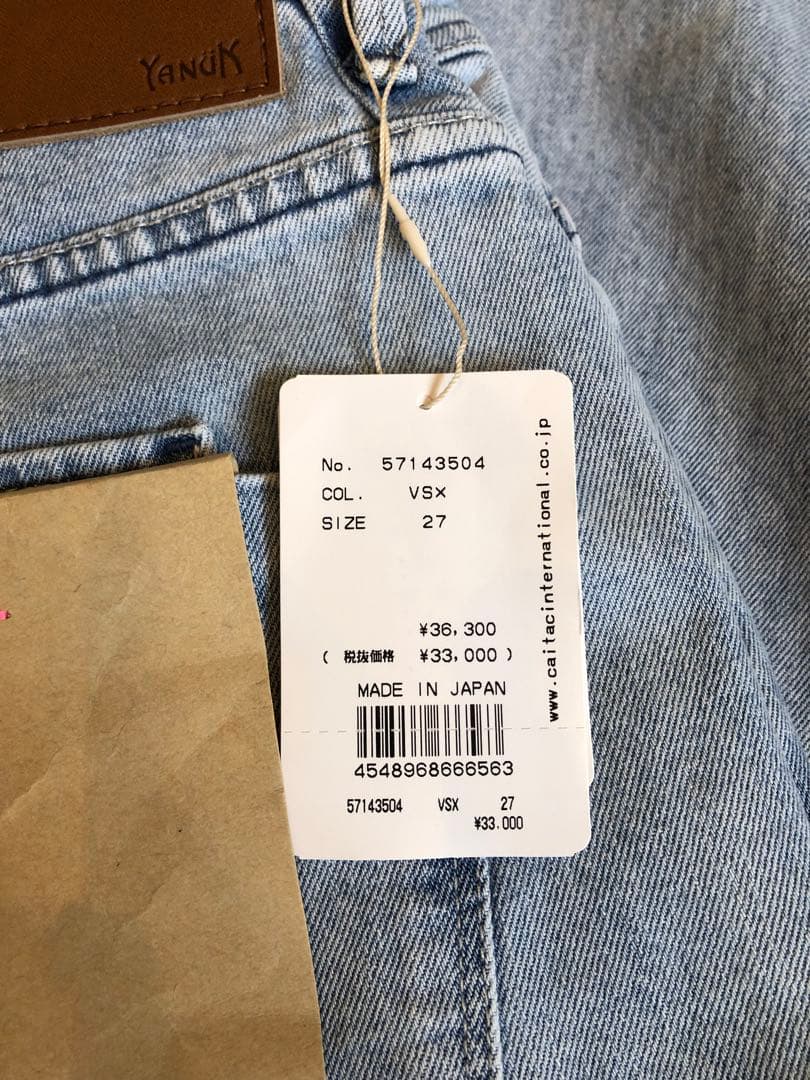 YANÜK
No. 57143504
COL. VSX
SIZE 27
¥36,300
( 税抜価格 ¥33,000 )
MADE IN JAPAN
4548968666563
57143504 VSX 27
¥33.000
www.caitacinternational.co.jp